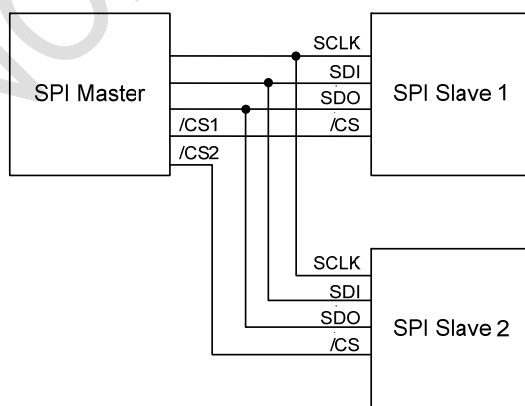 SPI Master
/CS1
/CS2
SCLK
SDI
SDO
/CS
SPI Slave 1
SCLK
SDI
SDO
/CS
SPI Slave 2